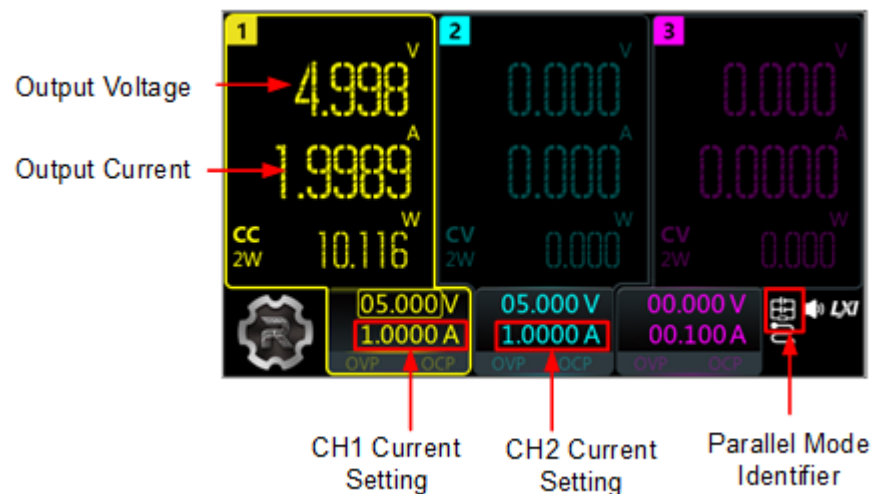 1
2
3
Output Voltage
V
4.998
V
0.000
V
0.000
Output Current
A
1.9989
A
0.000
A
0.0000
CC
2W
W
10.116
CV
2W
W
0.000
CV
2W
W
0.000
R
05.000 V
05.000 V
00.000 V
LXI
1.0000 A
1.0000 A
00.100 A
OVP OCP
OVP OCP
OVP OCP
CH1 Current
Setting
CH2 Current
Setting
Parallel Mode
Identifier